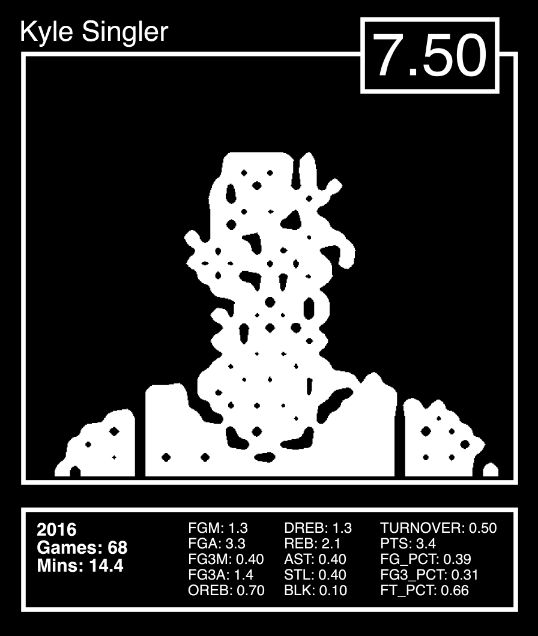 Kyle Singler
7.50
2016
Games: 68
Mins: 14.4
FGM: 1.3
FGA: 3.3
FG3M: 0.40
FG3A: 1.4
OREB: 0.70
DREB: 1.3
REB: 2.1
AST: 0.40
STL: 0.40
BLK: 0.10
TURNOVER: 0.50
PTS: 3.4
FG_PCT: 0.39
FG3_PCT: 0.31
FT_PCT: 0.66